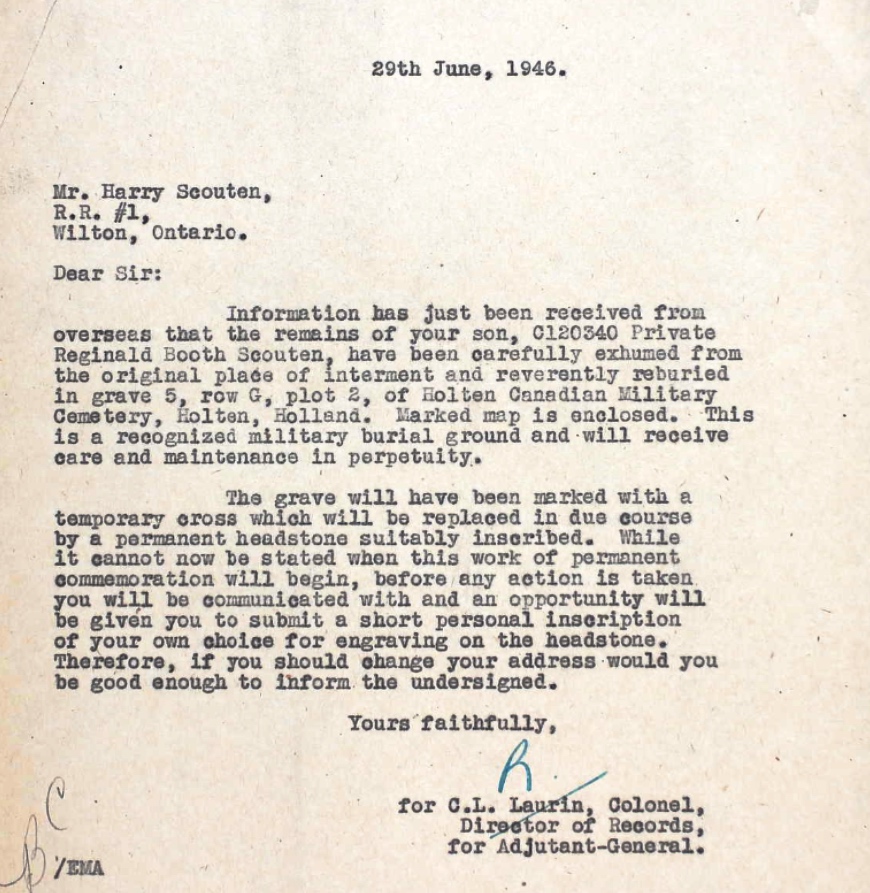 29th June, 1946.
Mr. Harry Scouten,
R.R. #1,
Wilton, Ontario.
Dear Sir:
Information has just been received from
overseas that the remains of your son, C120340 Private
Reginald Booth Scouten, have been carefully exhumed from
the original place of interment and reverently reburied
in grave 5, row G, plot 2, of Holten Canadian Military
Cemetery, Holten, Holland. Marked map is enclosed. This
is a recognized military burial ground and will receive
care and maintenance in perpetuity.
The grave will have been marked with a
temporary cross which will be replaced in due course
by a permanent headstone suitably inscribed. While
it cannot now be stated when this work of permanent
commemoration will begin, before any action is taken
you will be communicated with and an opportunity will
be given you to submit a short personal inscription
of your own choice for engraving on the headstone.
Therefore, if you should change your address would you
be good enough to inform the undersigned.
Yours faithfully,
R
for C.L. Laurin, Colonel,
Director of Records,
for Adjutant-General.
C
B
/EMA